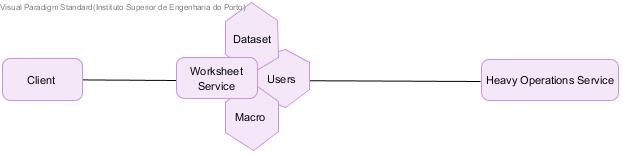 Visual Paradigm Standard(Instituto Superior de Engenharia do Porto)
Dataset
Client
Worksheet
Service
Users
Heavy Operations Service
Macro